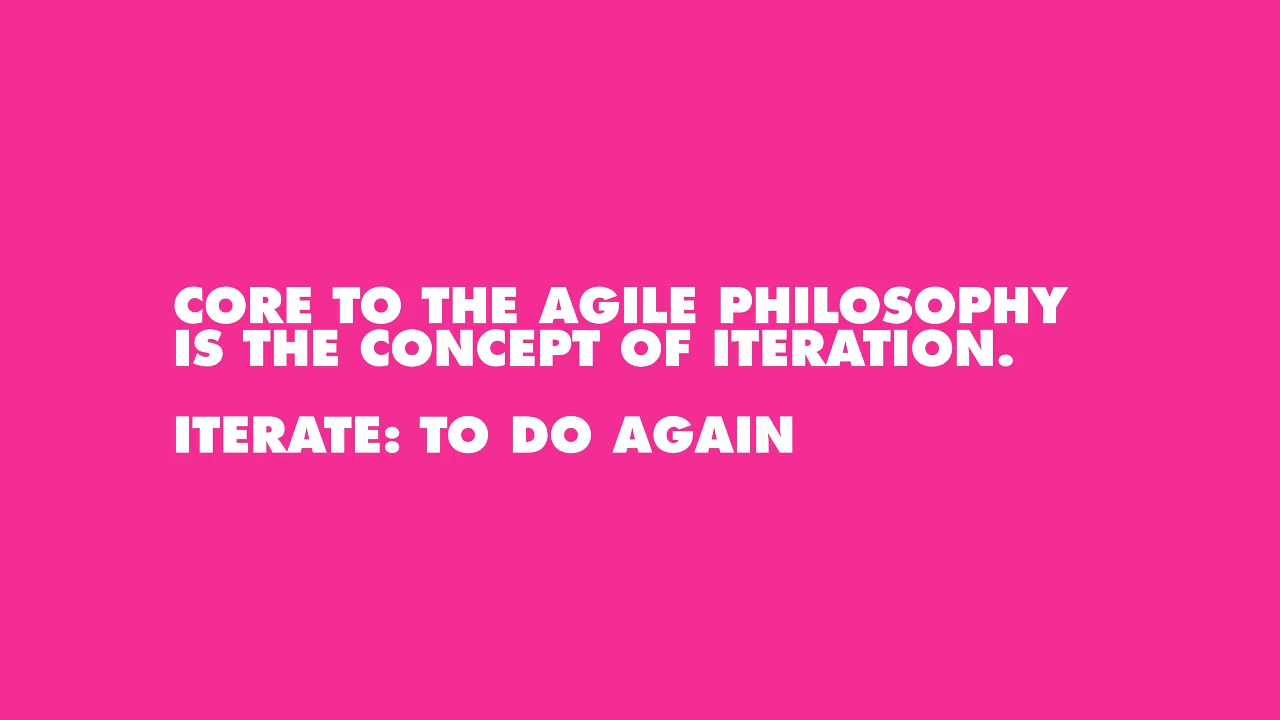 CORE TO THE AGILE PHILOSOPHY
IS THE CONCEPT OF ITERATION.
ITERATE: TO DO AGAIN